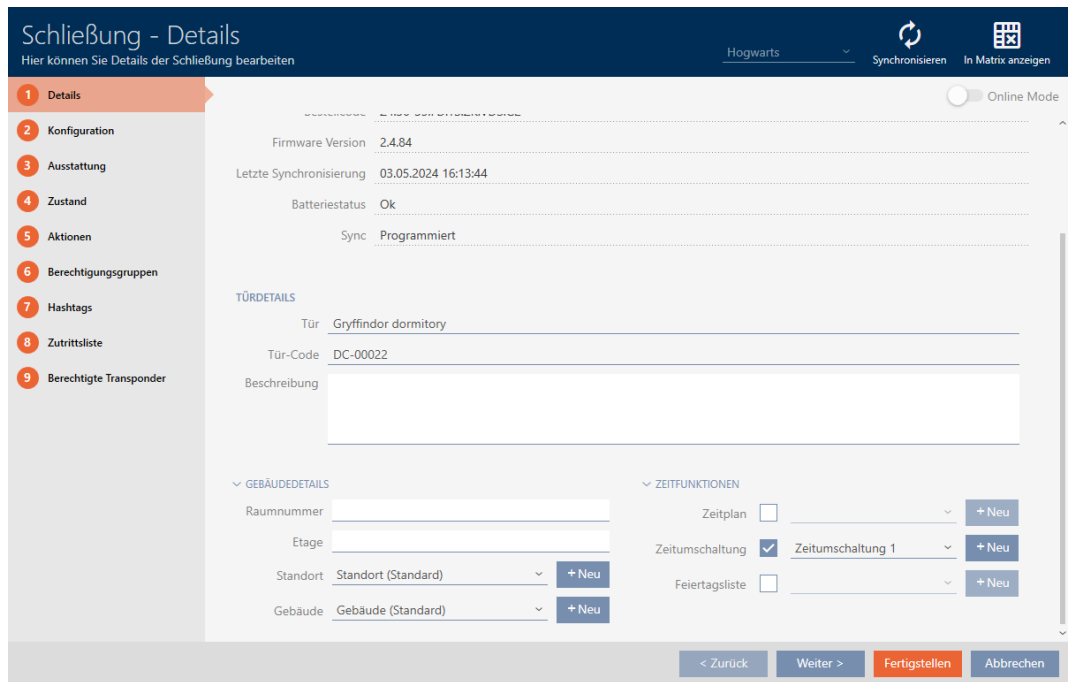 Schließung - Details
Hier können Sie Details der Schließung bearbeiten
Hogwarts
Synchronisieren
In Matrix anzeigen
1 Details
2 Konfiguration
3 Ausstattung
4 Zustand
5 Aktionen
6 Berechtigungsgruppen
7 Hashtags
8 Zutrittsliste
9 Berechtigte Transponder
Online Mode
Firmware Version 2.4.84
Letzte Synchronisierung 03.05.2024 16:13:44
Batteriestatus Ok
Sync Programmiert
TÜRDETAILS
Tür Gryffindor dormitory
Tür-Code DC-00022
Beschreibung
GEBÄUDEDETAILS
Raumnummer
Etage
Standort Standort (Standard) + Neu
Gebäude Gebäude (Standard) + Neu
ZEITFUNKTIONEN
Zeitplan + Neu
Zeitumschaltung Zeitumschaltung 1 + Neu
Feiertagsliste + Neu
< Zurück
Weiter >
Fertigstellen
Abbrechen